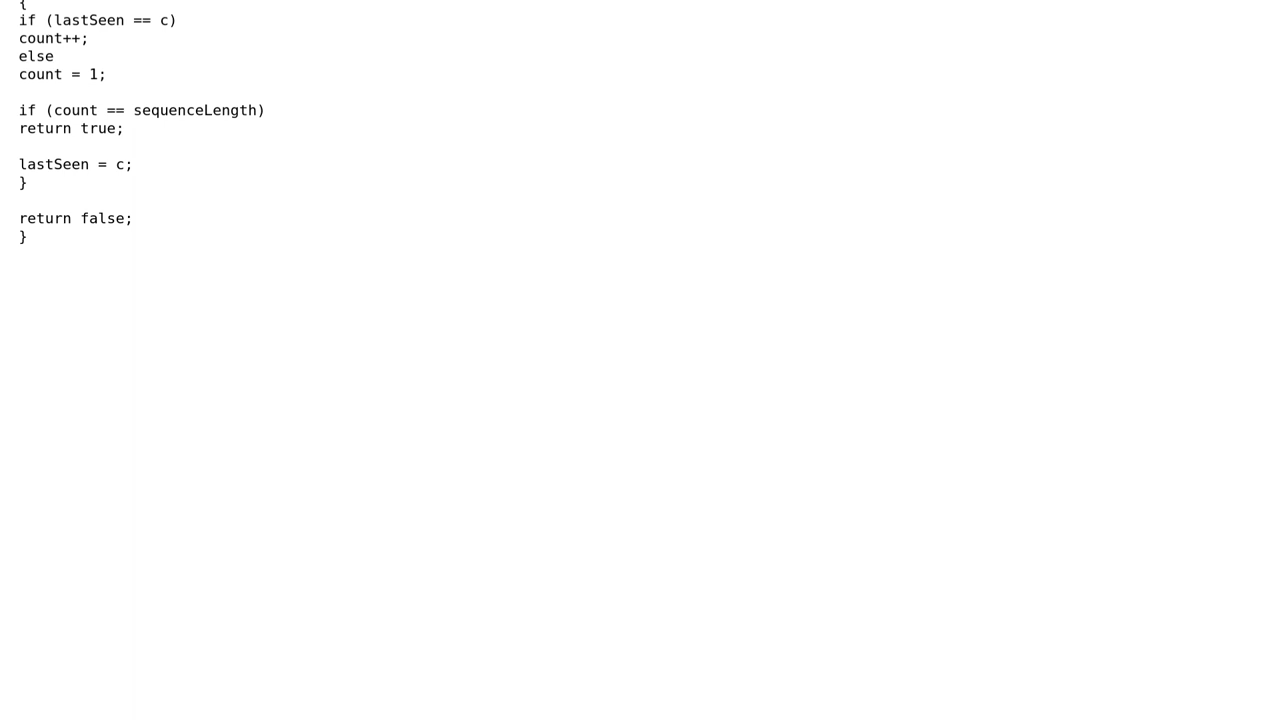 {
if (lastSeen == c)
count++;
else
count = 1;

if (count == sequenceLength)
return true;

lastSeen = c;
}

return false;
}